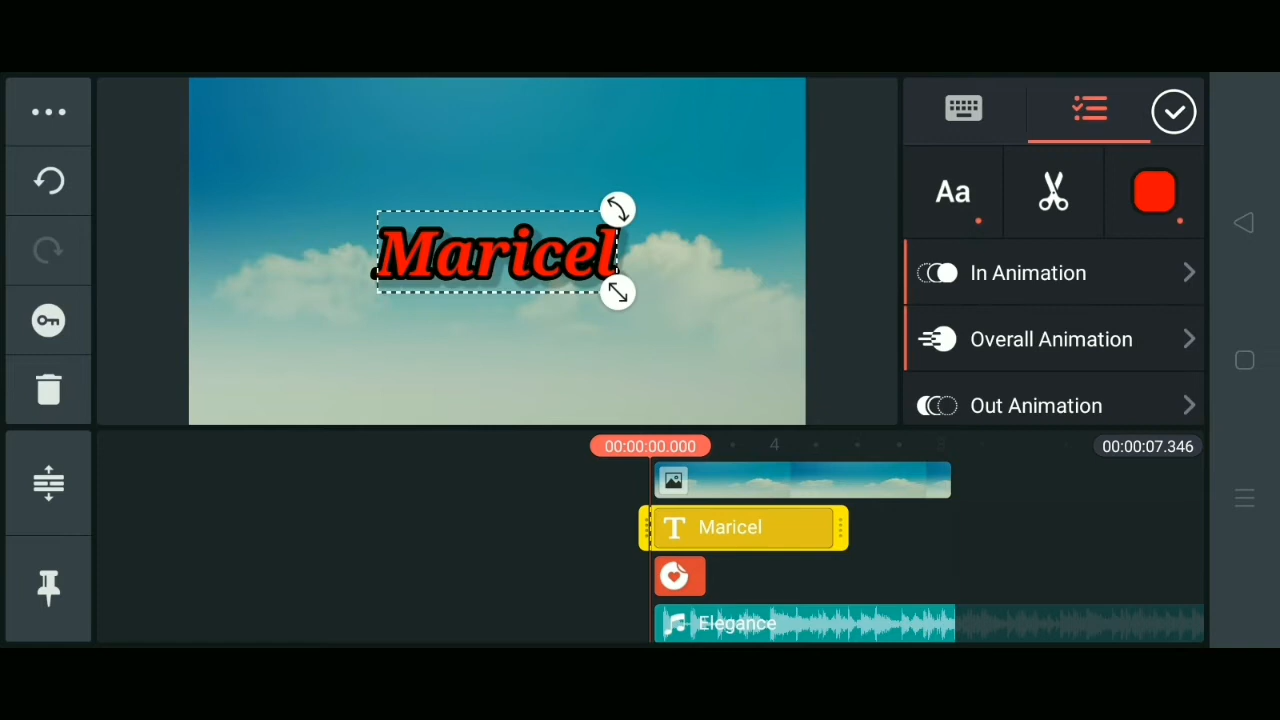 Maricel
Aa
In Animation
Overall Animation
Out Animation
00:00:00.000
4
00:00:07.346
Maricel
Elegance